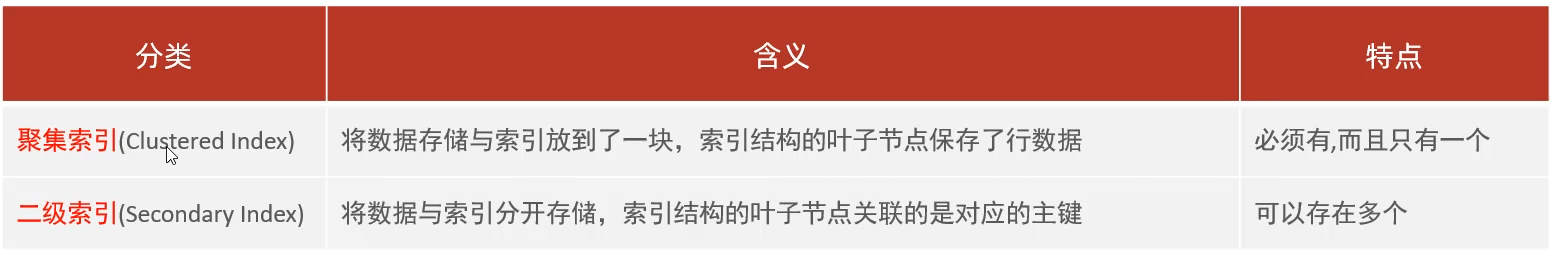 分类 含义 特点
聚集索引(Clustered Index) 将数据存储与索引放到了一块，索引结构的叶子节点保存了行数据 必须有,而且只有一个
二级索引(Secondary Index) 将数据与索引分开存储，索引结构的叶子节点关联的是对应的主键 可以存在多个